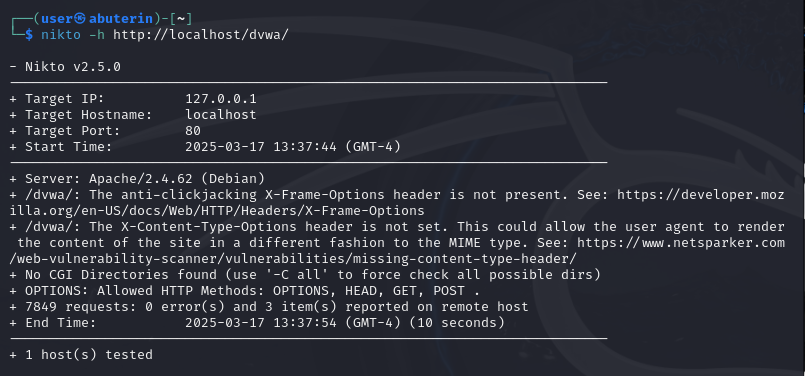 ┌──(user㉿abuterin)-[~]
└─$ nikto -h http://localhost/dvwa/
- Nikto v2.5.0
---------------------------------------------------------------------------
+ Target IP:          127.0.0.1
+ Target Hostname:    localhost
+ Target Port:        80
+ Start Time:         2025-03-17 13:37:44 (GMT-4)
---------------------------------------------------------------------------
+ Server: Apache/2.4.62 (Debian)
+ /dvwa/: The anti-clickjacking X-Frame-Options header is not present. See: https://developer.moz
illa.org/en-US/docs/Web/HTTP/Headers/X-Frame-Options
+ /dvwa/: The X-Content-Type-Options header is not set. This could allow the user agent to render
 the content of the site in a different fashion to the MIME type. See: https://www.netsparker.com
/web-vulnerability-scanner/vulnerabilities/missing-content-type-header/
+ No CGI Directories found (use '-C all' to force check all possible dirs)
+ OPTIONS: Allowed HTTP Methods: OPTIONS, HEAD, GET, POST .
+ 7849 requests: 0 error(s) and 3 item(s) reported on remote host
+ End Time:           2025-03-17 13:37:54 (GMT-4) (10 seconds)
---------------------------------------------------------------------------
+ 1 host(s) tested